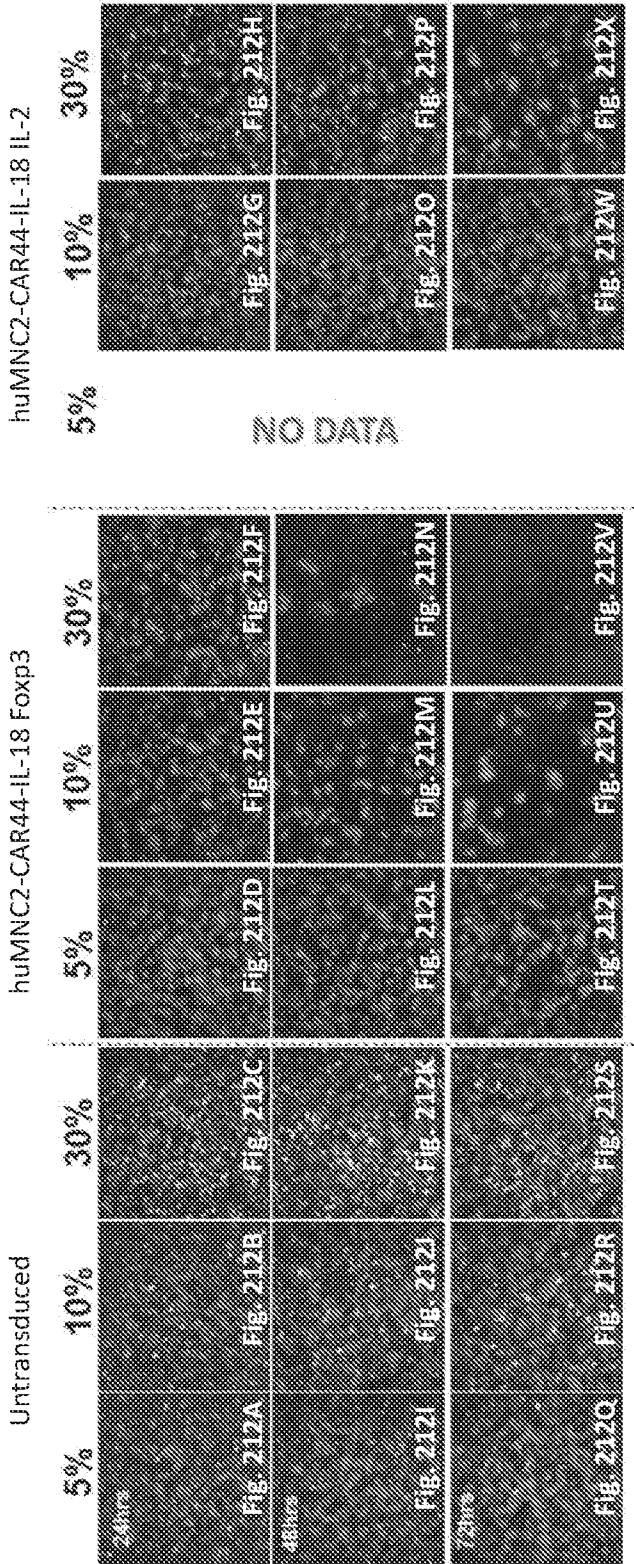 Untransduced
huMNC2-CAR44-IL-18 Foxp3
huMNC2-CAR44-IL-18 IL-2
5%
10%
30%
5%
10%
30%
5%
10%
30%
24hrs
Fig. 212A
Fig. 212B
Fig. 212C
Fig. 212D
Fig. 212E
Fig. 212F
Fig. 212G
Fig. 212H
NO DATA
48hrs
Fig. 212I
Fig. 212J
Fig. 212K
Fig. 212L
Fig. 212M
Fig. 212N
Fig. 212O
Fig. 212P
72hrs
Fig. 212Q
Fig. 212R
Fig. 212S
Fig. 212T
Fig. 212U
Fig. 212V
Fig. 212W
Fig. 212X